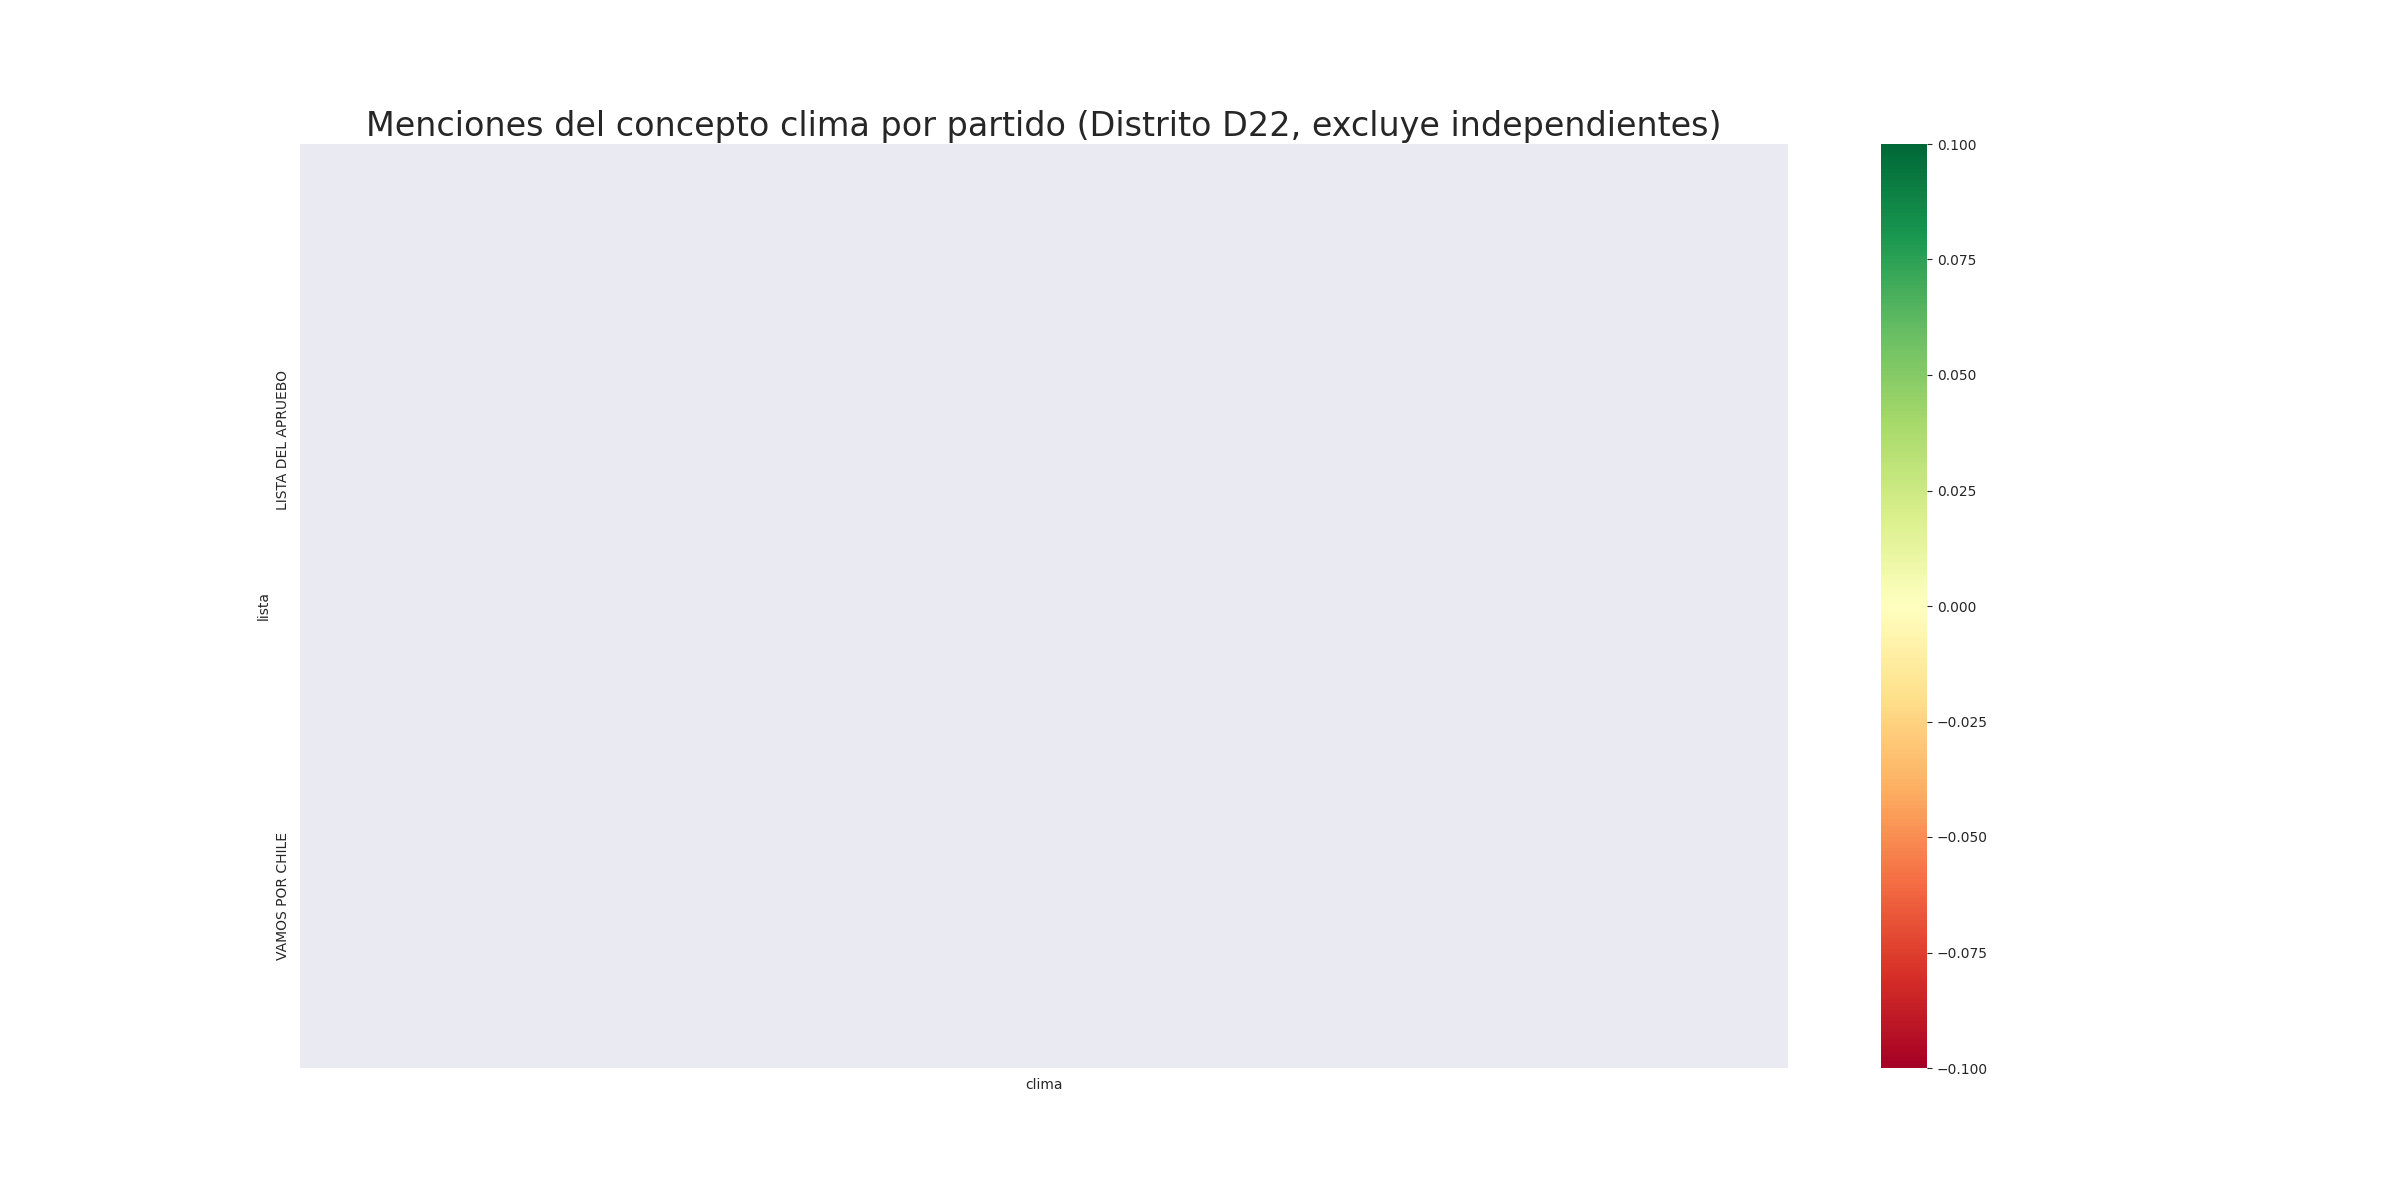 Menciones del concepto clima por partido (Distrito D22, excluye independientes)
LISTA DEL APRUEBO
lista
VAMOS POR CHILE
clima
0.100
0.075
0.050
0.025
0.000
−0.025
−0.050
−0.075
−0.100